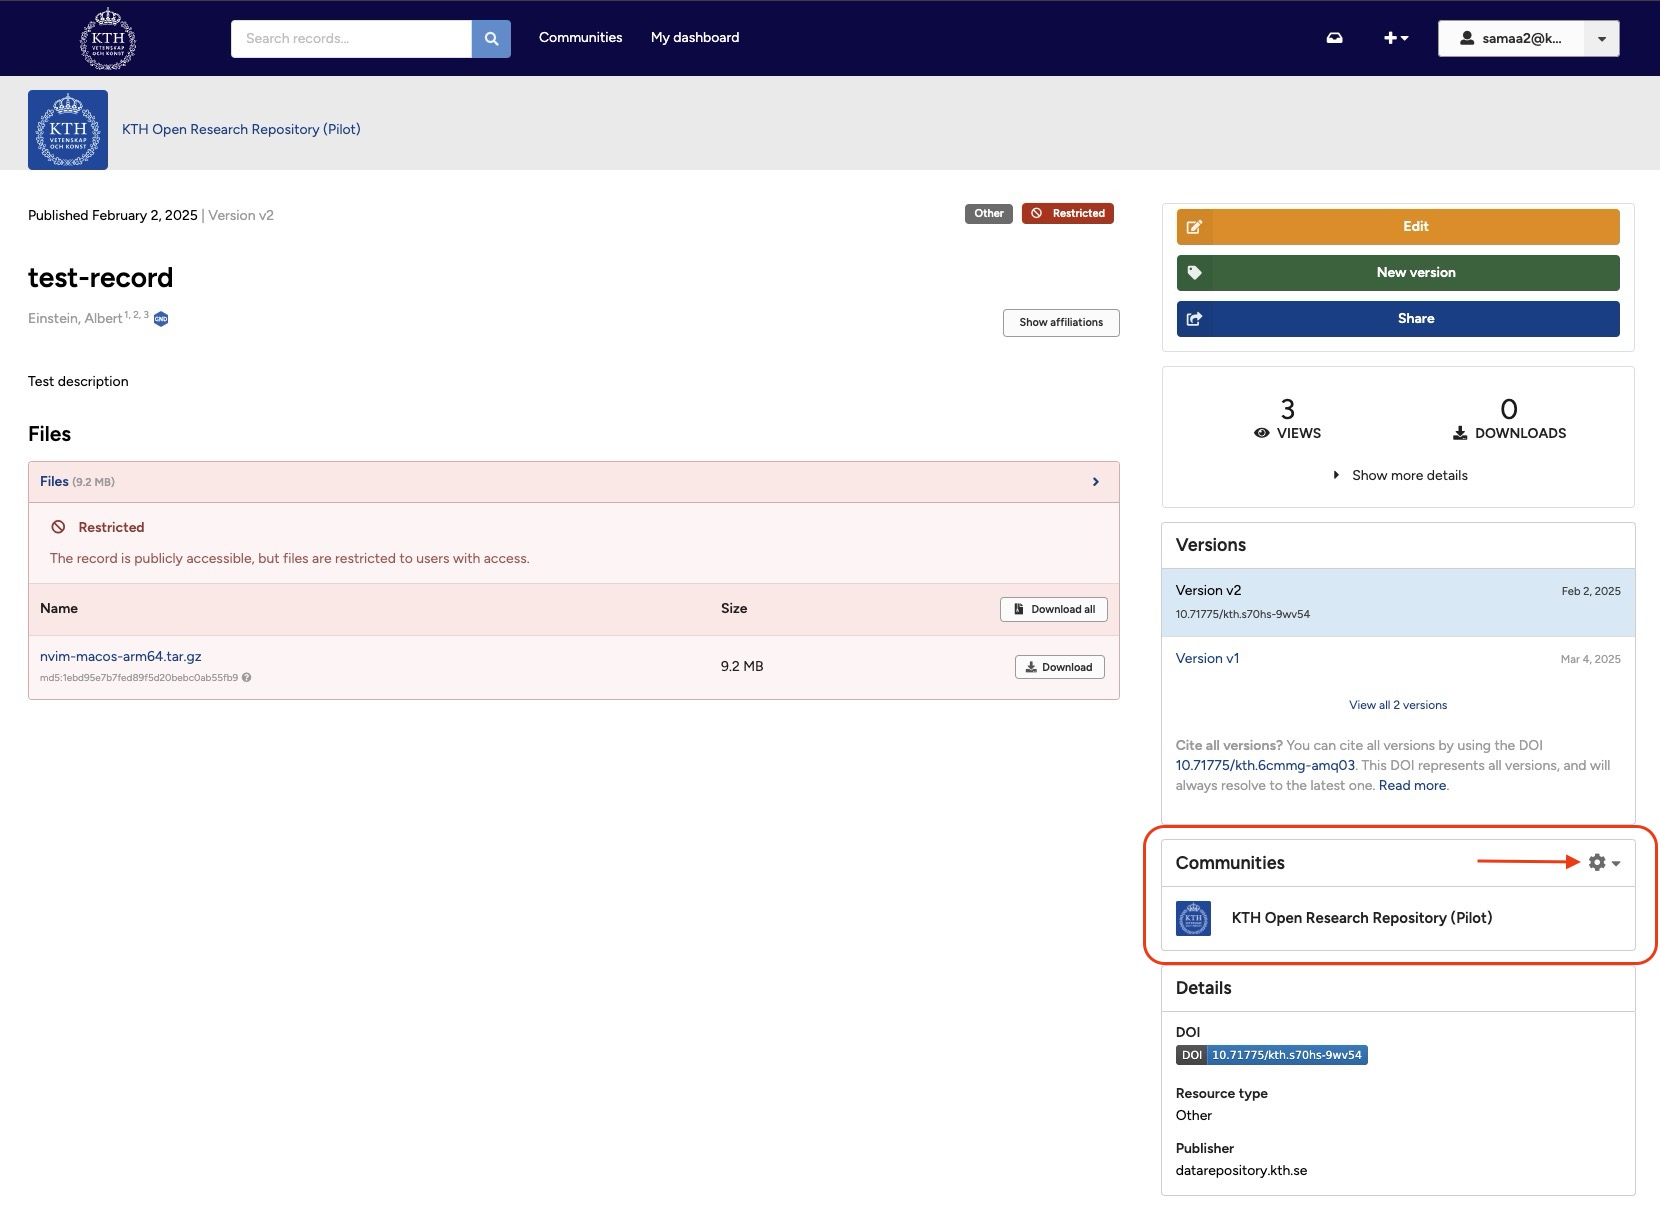 KTH
VETENSKAP
OCH KONST
Search records...
Communities
My dashboard
samaa2@k...
KTH
VETENSKAP
OCH KONST
KTH Open Research Repository (Pilot)
Published February 2, 2025 | Version v2
Other
Restricted
test-record
Einstein, Albert 1, 2, 3 GND
Show affiliations
Test description
Files
Files (9.2 MB)
Restricted
The record is publicly accessible, but files are restricted to users with access.
Name Size Download all
nvim-macos-arm64.tar.gz
md5:1ebd95e7b7fed89f5d20bebc0ab55fb9
9.2 MB
Download
Edit
New version
Share
3
VIEWS
0
DOWNLOADS
Show more details
Versions
Version v2 Feb 2, 2025
10.71775/kth.s70hs-9wv54
Version v1 Mar 4, 2025
View all 2 versions
Cite all versions? You can cite all versions by using the DOI
10.71775/kth.6cmmg-amq03. This DOI represents all versions, and will
always resolve to the latest one. Read more.
Communities
KTH
KTH Open Research Repository (Pilot)
Details
DOI
DOI 10.71775/kth.s70hs-9wv54
Resource type
Other
Publisher
datarepository.kth.se